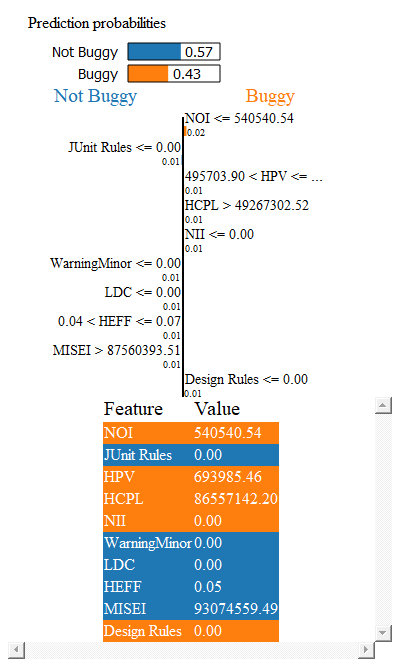 Prediction probabilities
Not Buggy 0.57
Buggy 0.43
Not Buggy Buggy
NOI <= 540540.54
0.02
JUnit Rules <= 0.00
0.01
495703.90 < HPV <= ...
0.01
HCPL > 49267302.52
0.01
NII <= 0.00
0.01
WarningMinor <= 0.00
0.01
LDC <= 0.00
0.01
0.04 < HEFF <= 0.07
0.01
MISEI > 87560393.51
0.01
Design Rules <= 0.00
0.01
Feature Value
NOI 540540.54
JUnit Rules 0.00
HPV 693985.46
HCPL 86557142.20
NII 0.00
WarningMinor 0.00
LDC 0.00
HEFF 0.05
MISEI 93074559.49
Design Rules 0.00